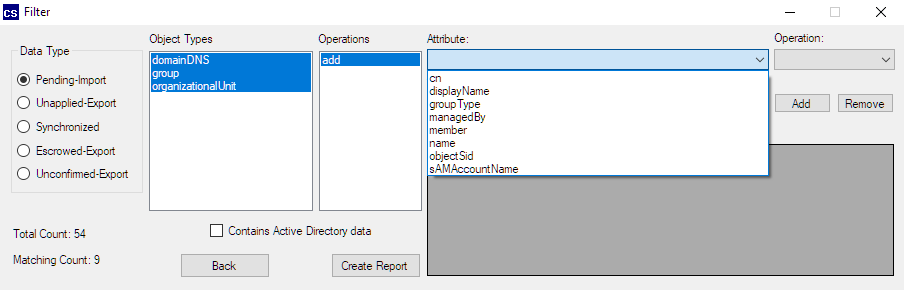 cs Filter
Data Type
Pending-Import
Unapplied-Export
Synchronized
Escrowed-Export
Unconfirmed-Export
Object Types
domainDNS
group
organizationalUnit
Operations
add
Attribute:
cn
displayName
groupType
managedBy
member
name
objectSid
sAMAccountName
Operation:
Add Remove
Contains Active Directory data
Total Count: 54
Matching Count: 9
Back
Create Report